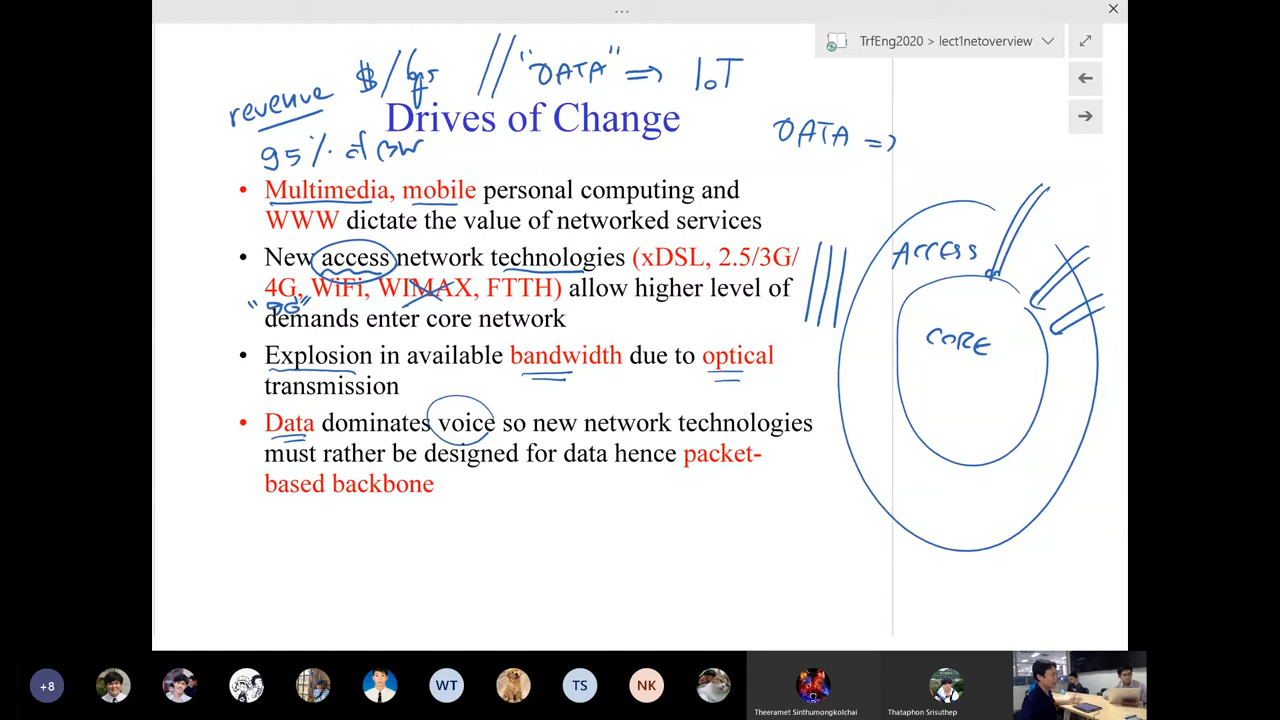 TrfEng2020 > lect1netoverview
revenue $/bps // "DATA" => IoT
Drives of Change
95% of BW
DATA =>
• Multimedia, mobile personal computing and
WWW dictate the value of networked services
• New access network technologies (xDSL, 2.5/3G/
4G, WiFi, WIMAX, FTTH) allow higher level of
"5G"
demands enter core network
• Explosion in available bandwidth due to optical
transmission
• Data dominates voice so new network technologies
must rather be designed for data hence packet-
based backbone
ACCESS
CORE
+8
WT
TS
NK
Theeramet Sinthumongkolchai
Thataphon Srisuthep